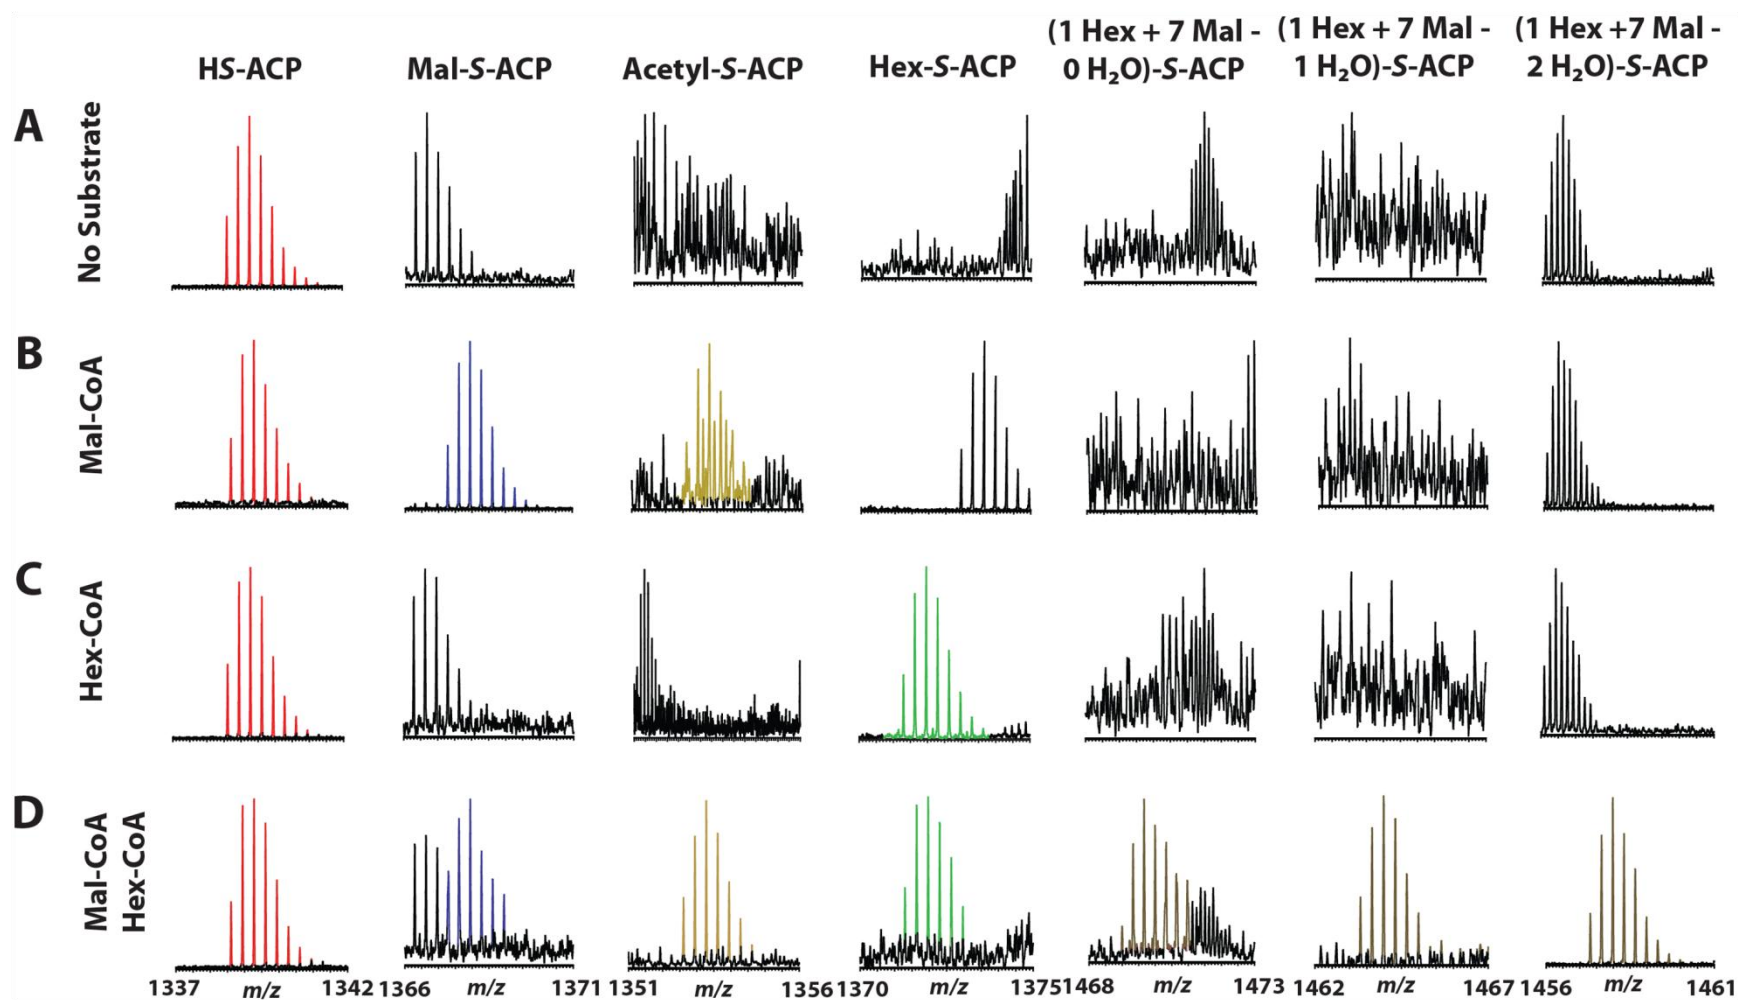 (1 Hex + 7 Mal - (1 Hex + 7 Mal - (1 Hex +7 Mal -
HS-ACP Mal-S-ACP Acetyl-S-ACP Hex-S-ACP 0 H₂O)-S-ACP 1 H₂O)-S-ACP 2 H₂O)-S-ACP
A
No Substrate
B
Mal-CoA
C
Hex-CoA
D
Mal-CoA
Hex-CoA
1337 m/z 1342 1366 m/z 1371 1351 m/z 1356 1370 m/z 1375 1468 m/z 1473 1462 m/z 1467 1456 m/z 1461